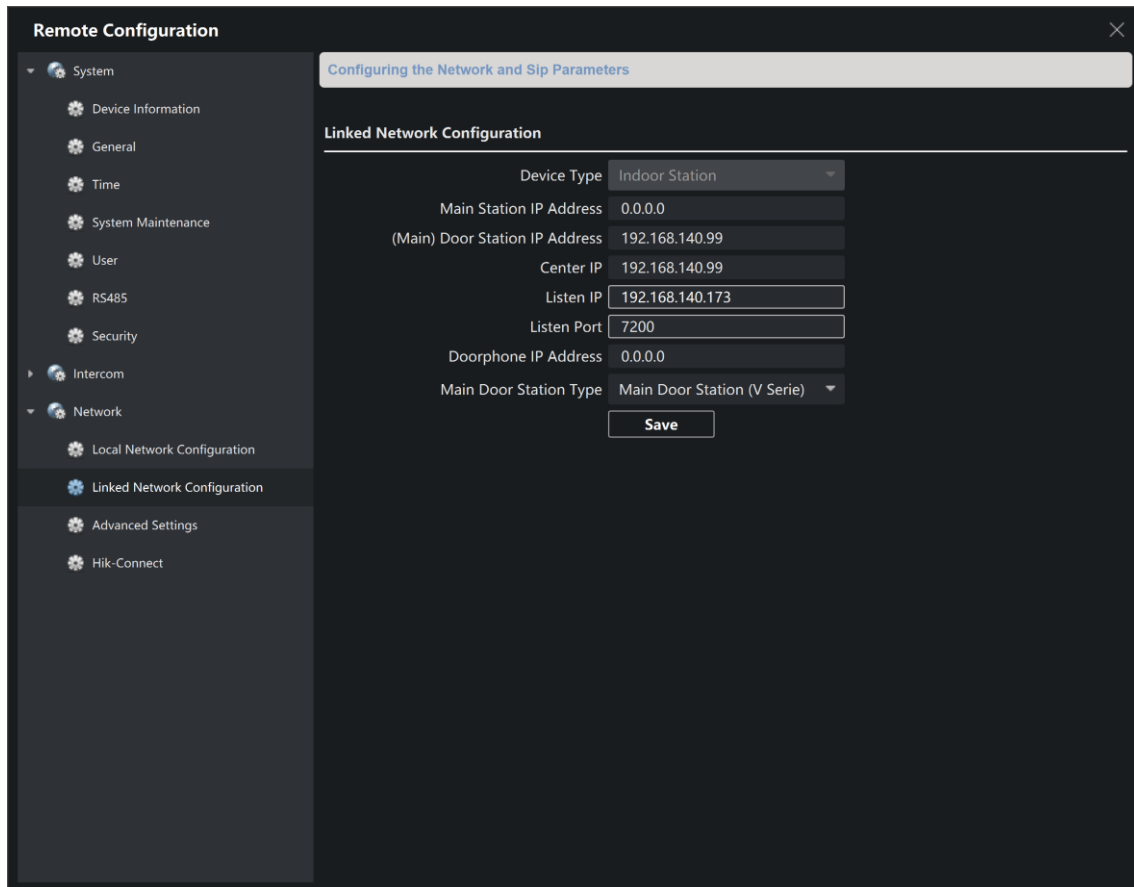 Remote Configuration
System
Device Information
General
Time
System Maintenance
User
RS485
Security
Intercom
Network
Local Network Configuration
Linked Network Configuration
Advanced Settings
Hik-Connect
Configuring the Network and Sip Parameters
Linked Network Configuration
Device Type Indoor Station
Main Station IP Address 0.0.0.0
(Main) Door Station IP Address 192.168.140.99
Center IP 192.168.140.99
Listen IP 192.168.140.173
Listen Port 7200
Doorphone IP Address 0.0.0.0
Main Door Station Type Main Door Station (V Serie)
Save